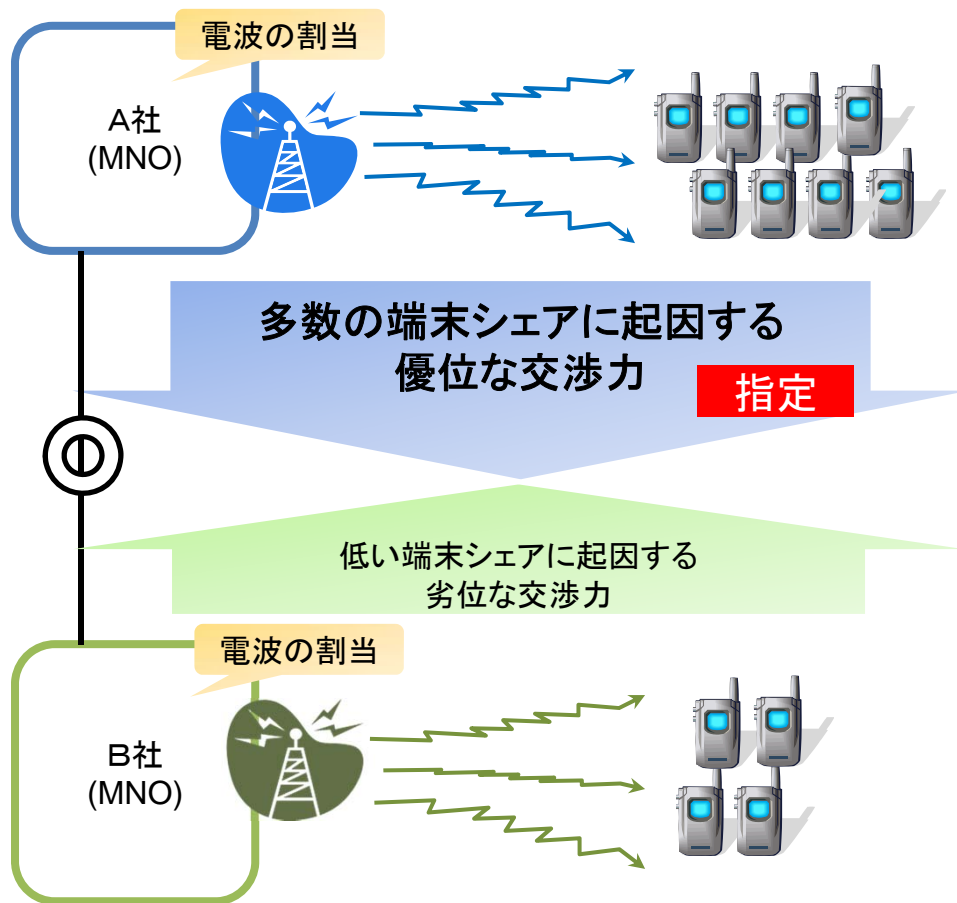 電波の割当
A社
(MNO)
多数の端末シェアに起因する
優位な交渉力
指定
低い端末シェアに起因する
劣位な交渉力
電波の割当
B社
(MNO)